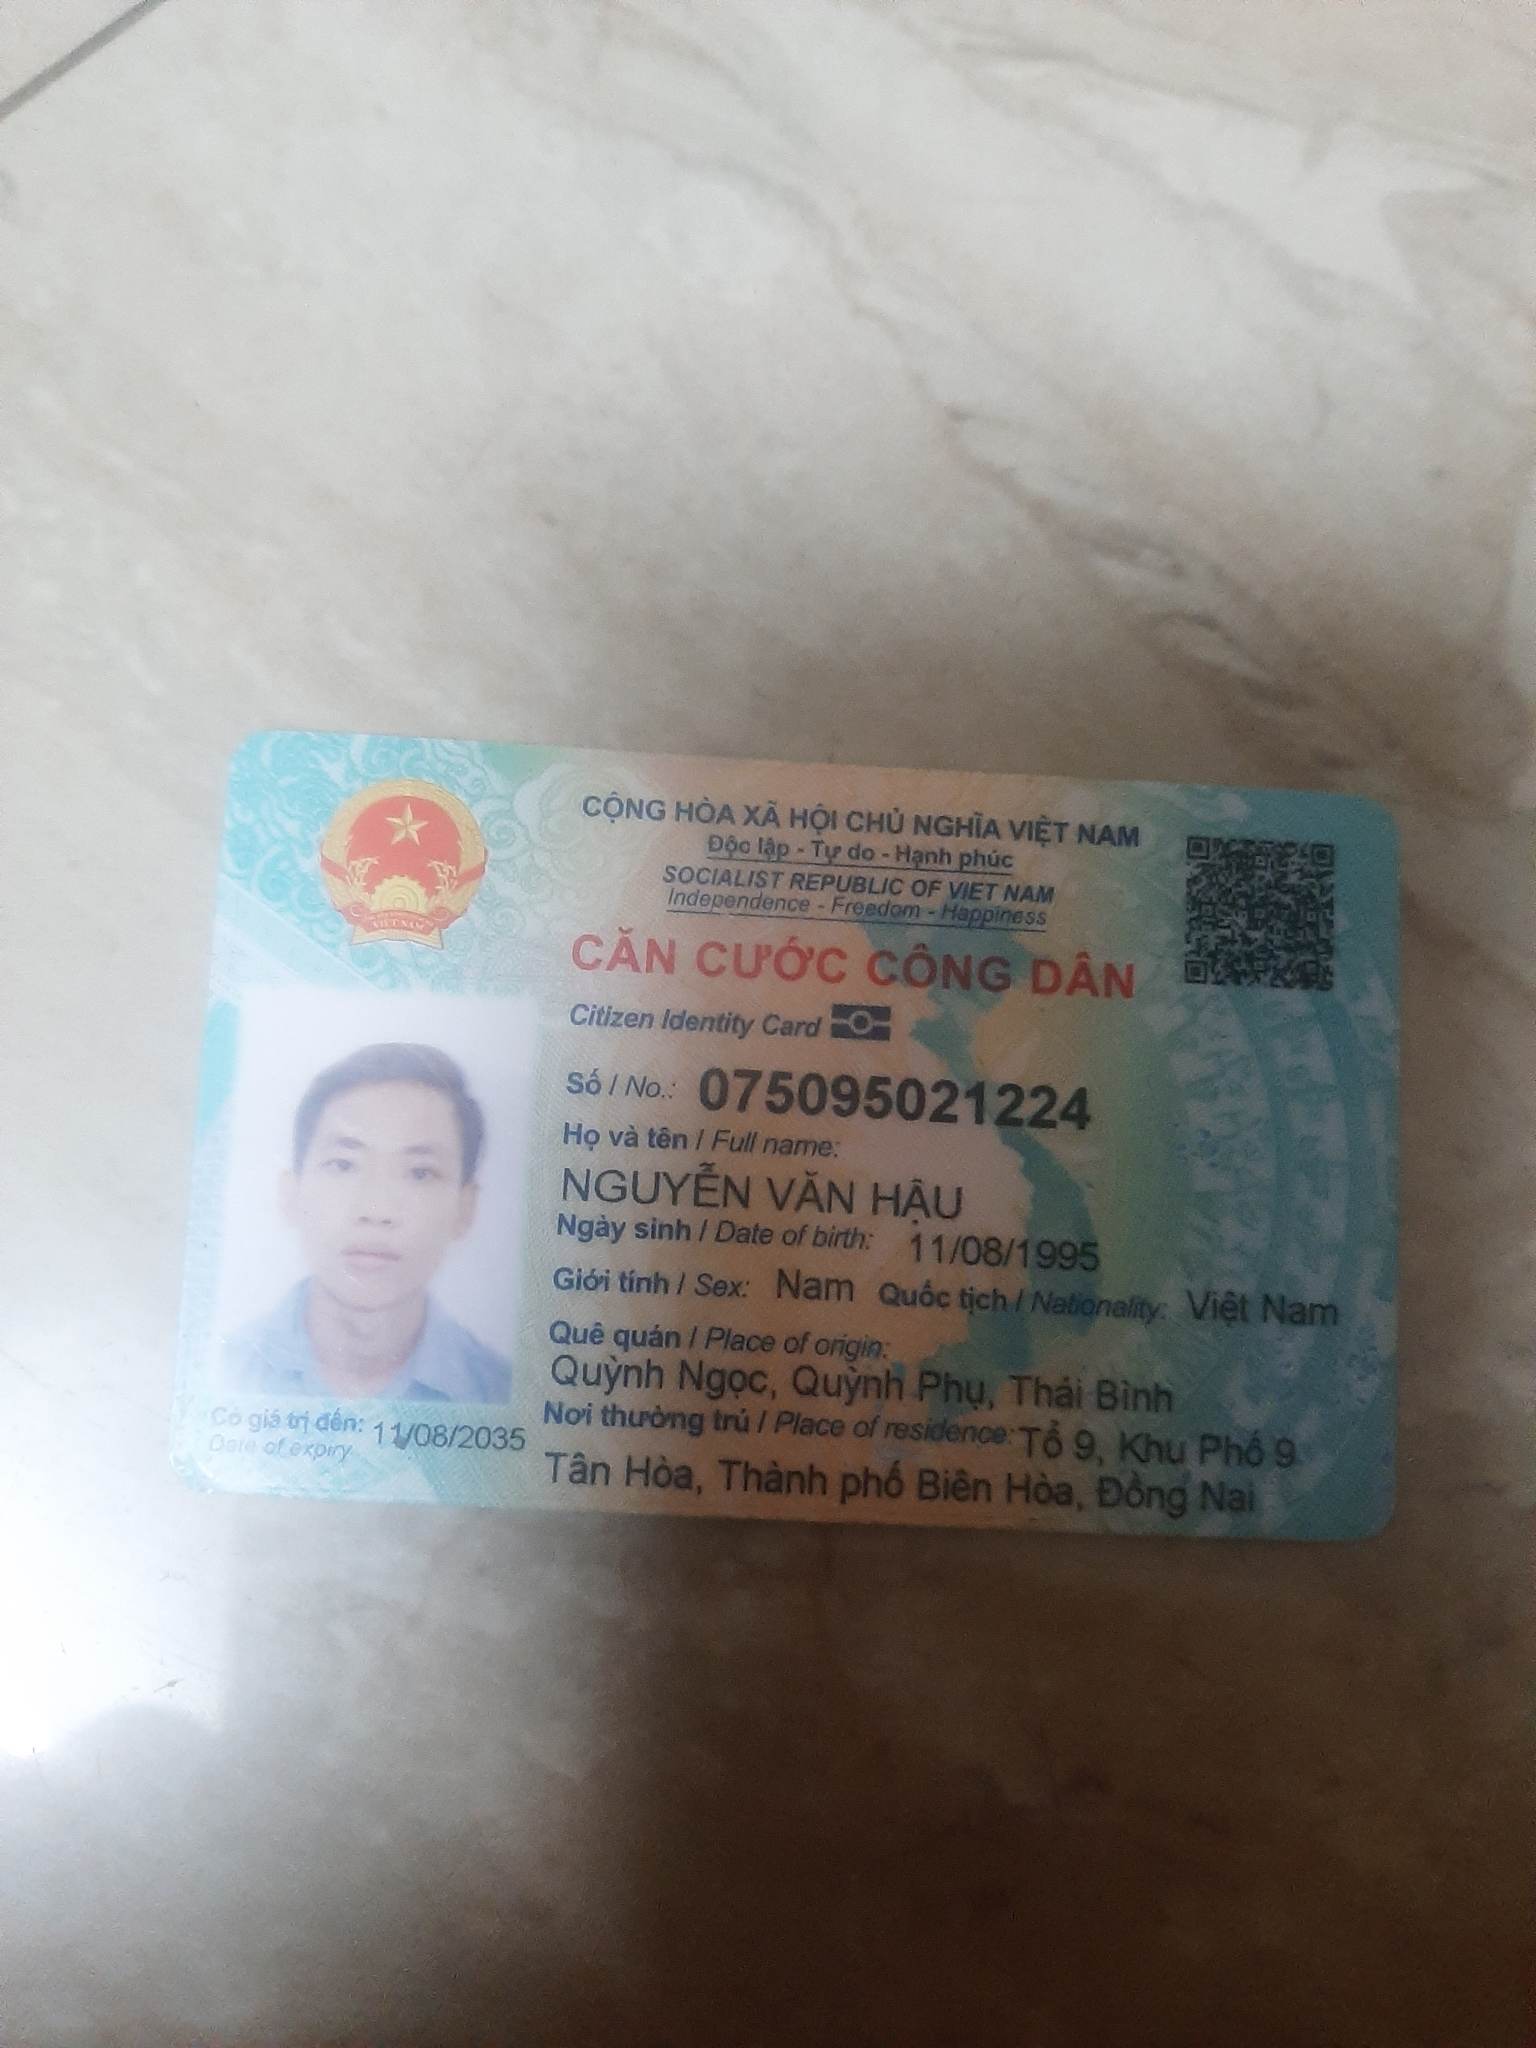 CỘNG HÒA XÃ HỘI CHỦ NGHĨA VIỆT NAM
Độc lập - Tự do - Hạnh phúc
SOCIALIST REPUBLIC OF VIET NAM
Independence - Freedom - Happiness
CĂN CƯỚC CÔNG DÂN
Citizen Identity Card
Số / No.: 075095021224
Họ và tên / Full name:
NGUYỄN VĂN HẬU
Ngày sinh / Date of birth: 11/08/1995
Giới tính / Sex: Nam Quốc tịch / Nationality: Việt Nam
Quê quán / Place of origin:
Quỳnh Ngọc, Quỳnh Phụ, Thái Bình
Nơi thường trú / Place of residence: Tổ 9, Khu Phố 9
Tân Hòa, Thành phố Biên Hòa, Đồng Nai
Có giá trị đến: 11/08/2035
Date of expiry
VIỆT NAM